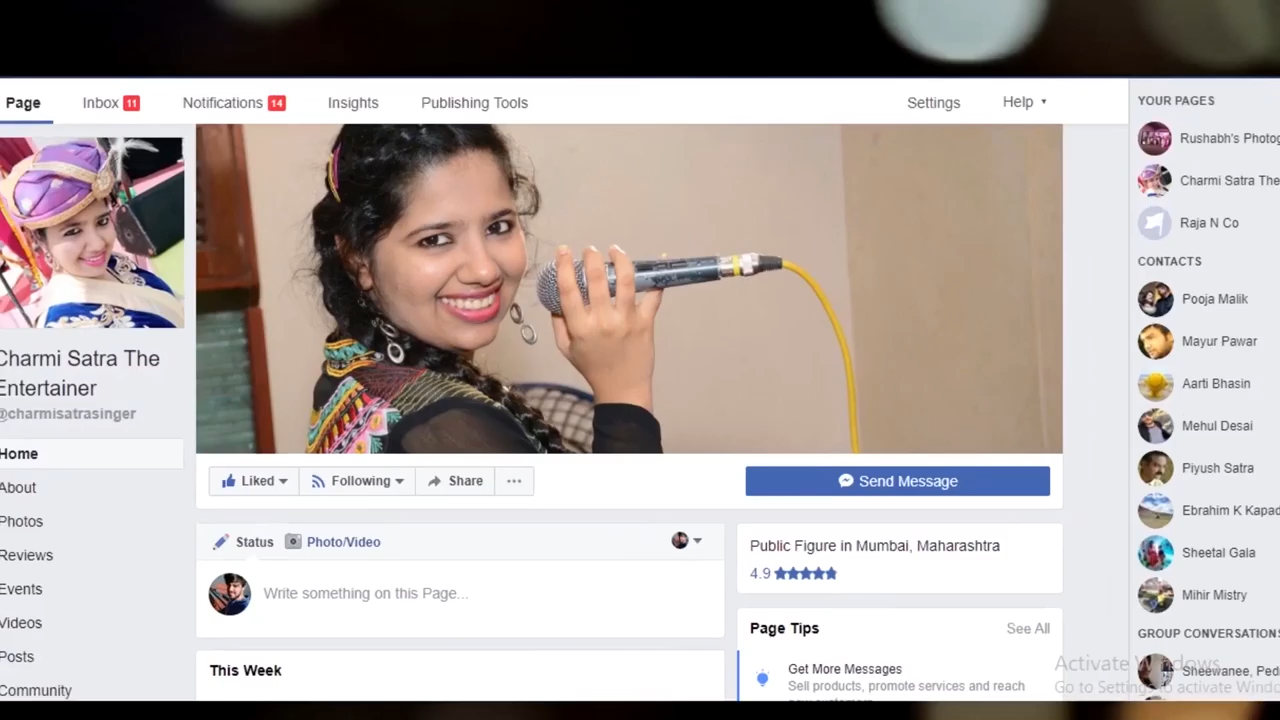 Page
Inbox 11
Notifications 14
Insights
Publishing Tools
Settings
Help
Charmi Satra The
Entertainer
@charmisatrasinger
Home
About
Photos
Reviews
Events
Videos
Posts
Community
Liked
Following
Share
Send Message
Status
Photo/Video
Write something on this Page...
This Week
Public Figure in Mumbai, Maharashtra
4.9
Page Tips
See All
Get More Messages
Sell products, promote services and reach
YOUR PAGES
Rushabh's Photog
Charmi Satra The
Raja N Co
CONTACTS
Pooja Malik
Mayur Pawar
Aarti Bhasin
Mehul Desai
Piyush Satra
Ebrahim K Kapad
Sheetal Gala
Mihir Mistry
GROUP CONVERSATIONS
Sheewanee, Ped
Activate Windows
Go to Settings to activate Windo